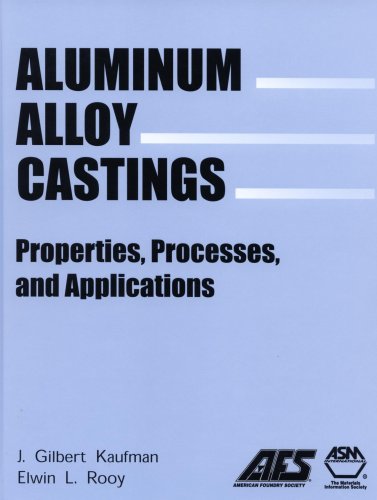 ALUMINUM
ALLOY
CASTINGS
Properties, Processes,
and Applications
J. Gilbert Kaufman
Elwin L. Rooy
AFS
AMERICAN FOUNDRY SOCIETY
ASM
INTERNATIONAL
The Materials
Information Society